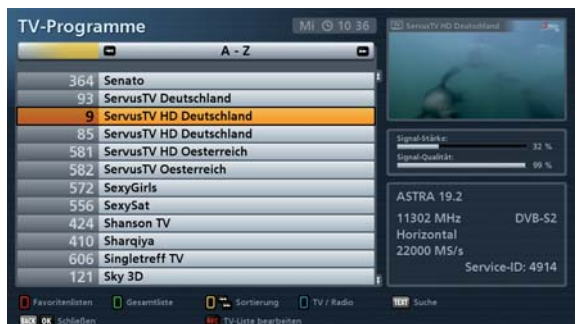 TV-Programme
Mi 10 36
ServusTV HD Deutschland
A - Z
364 Senato
93 ServusTV Deutschland
9 ServusTV HD Deutschland
85 ServusTV HD Deutschland
581 ServusTV HD Oesterreich
582 ServusTV Oesterreich
572 SexyGirls
556 SexySat
424 Shanson TV
410 Sharqiya
606 Singletreff TV
121 Sky 3D
Signal-Stärke:
32 %
Signal-Qualität:
99 %
ASTRA 19.2
11302 MHz DVB-S2
Horizontal
22000 MS/s
Service-ID: 4914
Favoritenlisten Gesamtliste Sortierung TV / Radio TEXT Suche
BACK OK Schließen TV-Liste bearbeiten